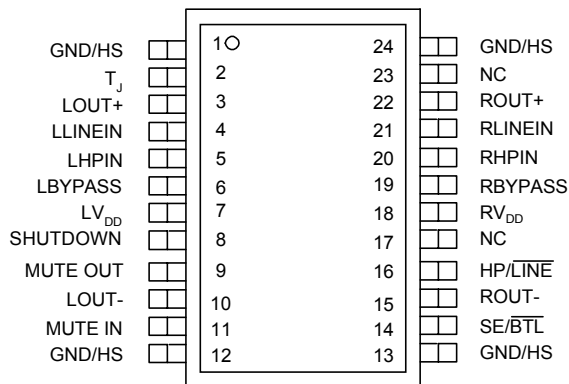 GND/HS 1 24 GND/HS
TJ 2 23 NC
LOUT+ 3 22 ROUT+
LLINEIN 4 21 RLINEIN
LHPIN 5 20 RHPIN
LBYPASS 6 19 RBYPASS
LVDD 7 18 RVDD
SHUTDOWN 8 17 NC
MUTE OUT 9 16 HP/LINE
LOUT- 10 15 ROUT-
MUTE IN 11 14 SE/BTL
GND/HS 12 13 GND/HS